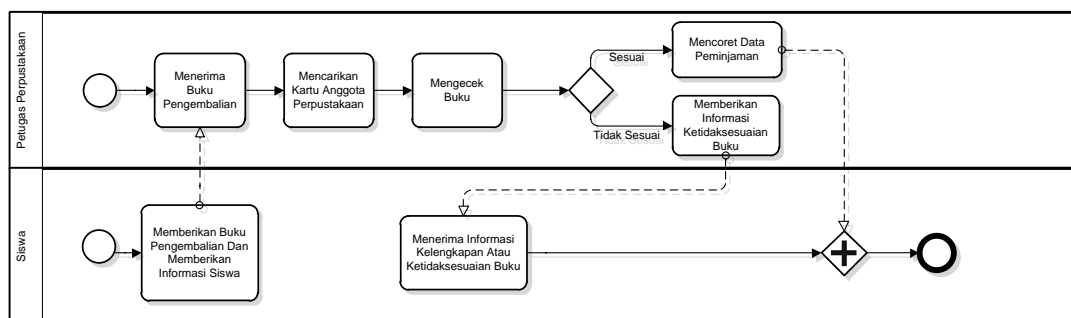 Petugas Perpustakaan
Menerima
Buku
Pengembalian
Mencarikan
Kartu Anggota
Perpustakaan
Mengecek
Buku
Sesuai
Tidak Sesuai
Mencoret Data
Peminjaman
Memberikan
Informasi
Ketidaksesuaian
Buku
Siswa
Memberikan Buku
Pengembalian Dan
Memberikan
Informasi Siswa
Menerima Informasi
Kelengkapan Atau
Ketidaksesuaian Buku